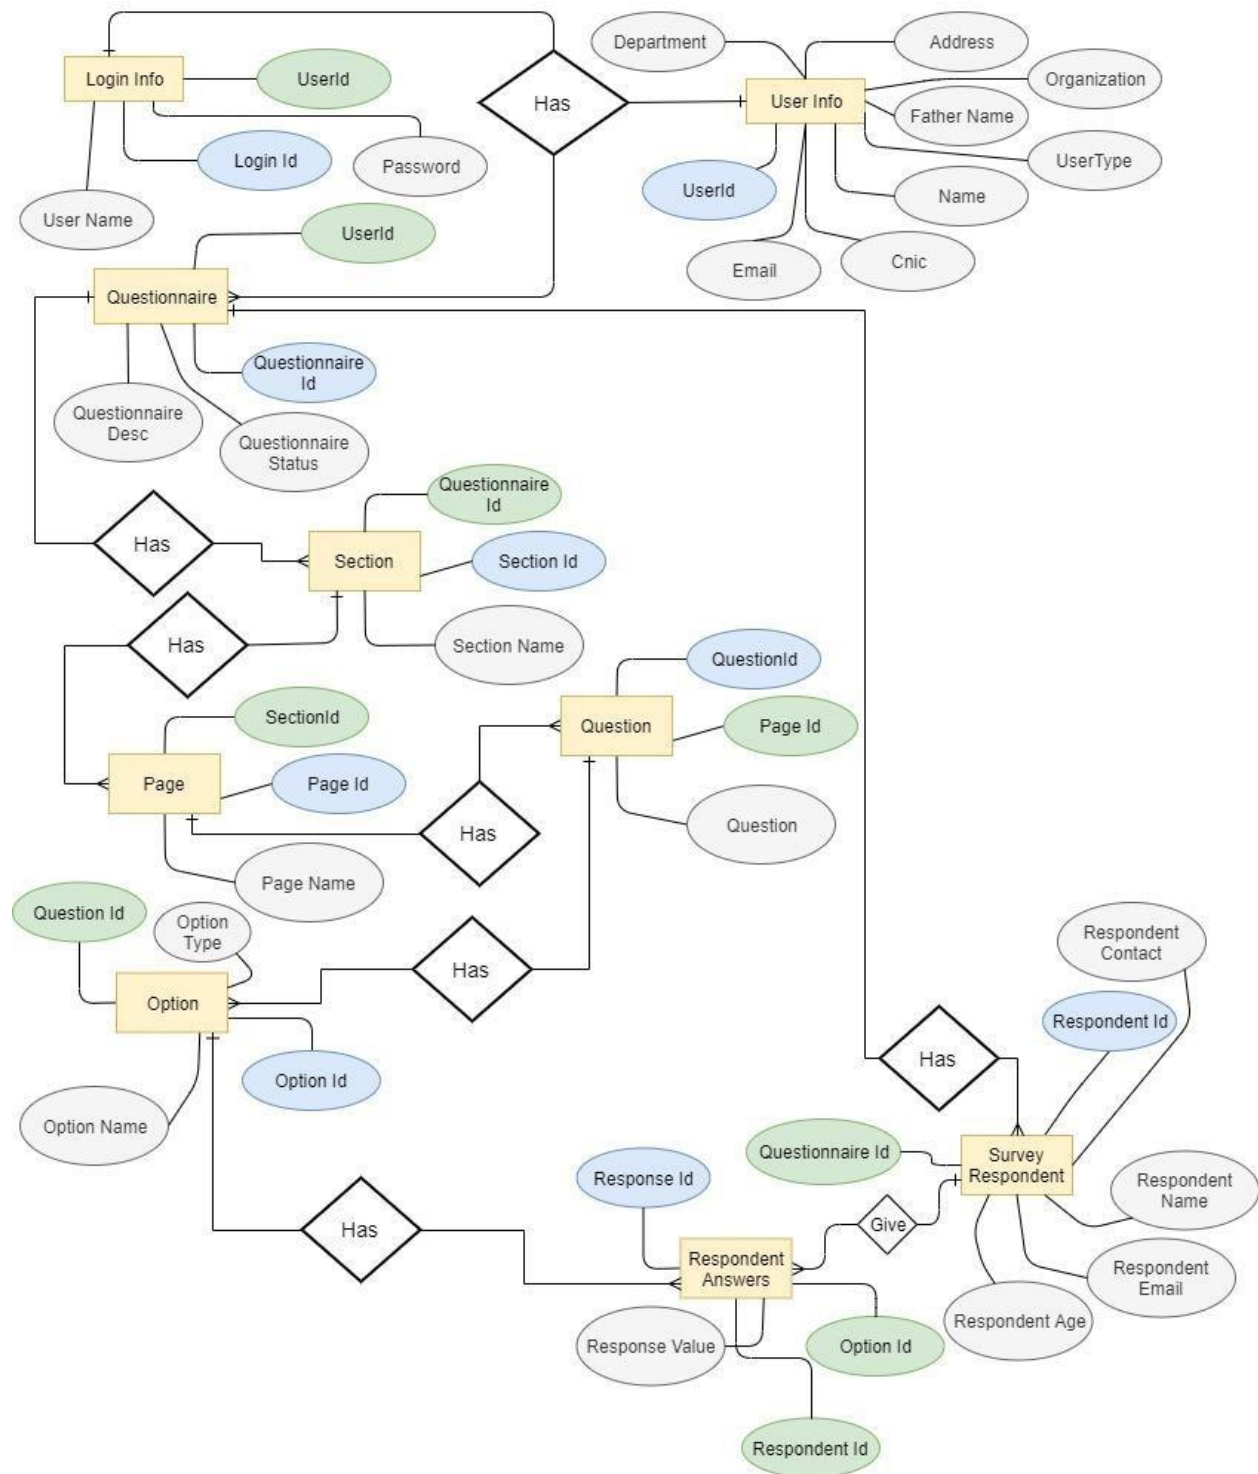 Department
Address
Login Info
UserId
Has
User Info
Organization
Father Name
Login Id
Password
UserType
UserId
Name
User Name
UserId
Email
Cnic
Questionnaire
Questionnaire
Id
Questionnaire
Desc
Questionnaire
Status
Questionnaire
Id
Has
Section
Section Id
Has
Section Name
QuestionId
SectionId
Question
Page Id
Page
Page Id
Has
Question
Page Name
Question Id
Option
Type
Respondent
Contact
Has
Option
Respondent Id
Has
Option Id
Option Name
Questionnaire Id
Survey
Respondent
Response Id
Respondent
Name
Has
Give
Respondent
Answers
Respondent
Email
Respondent Age
Response Value
Option Id
Respondent Id